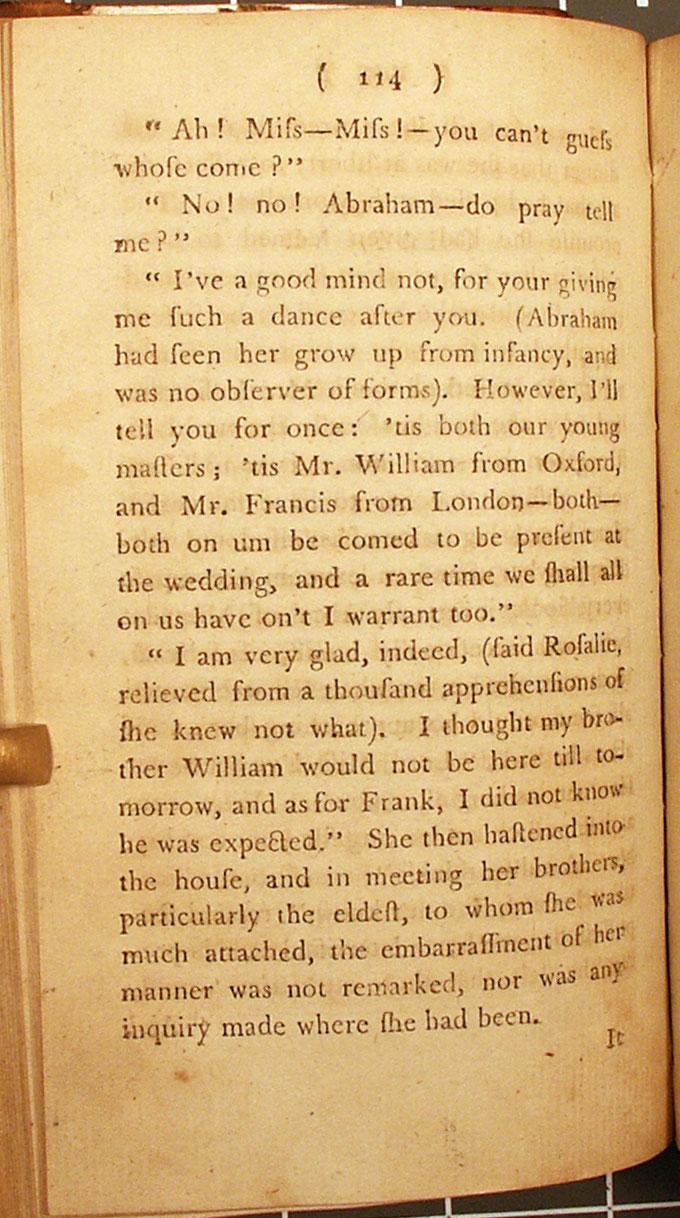 ( 114 )
“ Ah ! Miſs—Miſs !—you can't gueſs
whoſe come ?”
“ No ! no ! Abraham—do pray tell
me ?”
“ I've a good mind not, for your giving
me ſuch a dance after you. (Abraham
had ſeen her grow up from infancy, and
was no obſerver of forms). However, I'll
tell you for once : 'tis both our young
maſters ; 'tis Mr. William from Oxford,
and Mr. Francis from London—both—
both on um be comed to be preſent at
the wedding, and a rare time we ſhall all
on us have on't I warrant too.”
“ I am very glad, indeed, (ſaid Roſalie,
relieved from a thouſand apprehenſions of
ſhe knew not what). I thought my bro-
ther William would not be here till to-
morrow, and as for Frank, I did not know
he was expected.” She then haſtened into
the houſe, and in meeting her brothers,
particularly the eldeſt, to whom ſhe was
much attached, the embarraſſment of her
manner was not remarked, nor was any
inquiry made where ſhe had been.
It